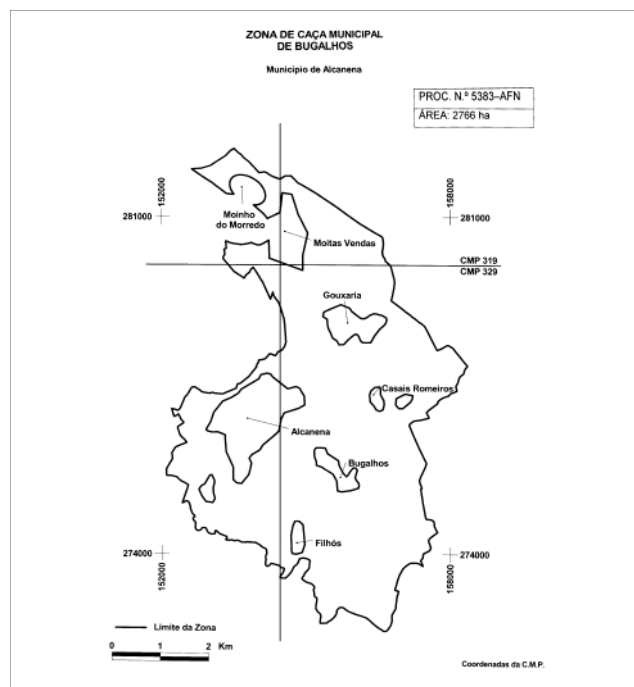 ZONA DE CAÇA MUNICIPAL
DE BUGALHOS
Município de Alcanena
PROC. N.º 5383–AFN
ÁREA: 2766 ha
152000
158000
281000
281000
Moinho
do Morredo
Moitas Vendas
CMP 319
CMP 329
Gouxaria
Casais Romeiros
Alcanena
Bugalhos
Filhós
274000
274000
152000
158000
Limite da Zona
0 1 2 Km
Coordenadas da C.M.P.